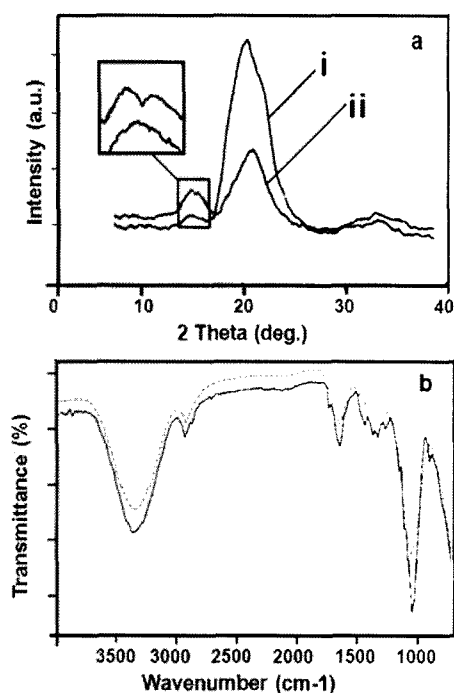 a
i
ii
Intensity (a.u.)
0 10 20 30 40
2 Theta (deg.)
b
Transmittance (%)
3500 3000 2500 2000 1500 1000
Wavenumber (cm-1)